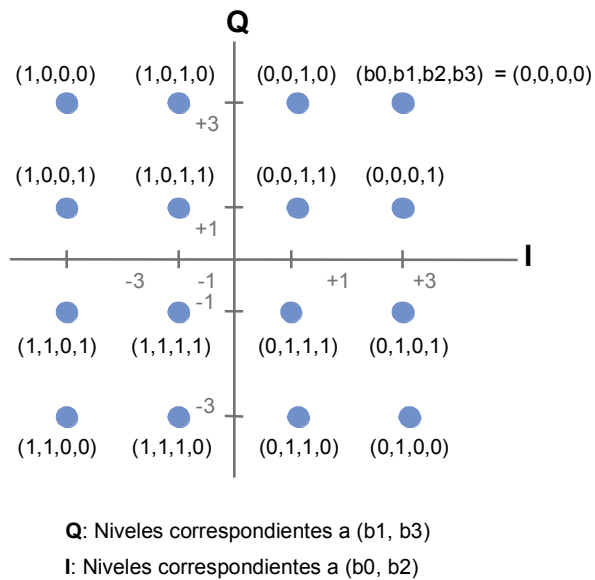 Q
(1,0,0,0) (1,0,1,0) (0,0,1,0) (b0,b1,b2,b3) = (0,0,0,0)
+3
(1,0,0,1) (1,0,1,1) (0,0,1,1) (0,0,0,1)
+1
I
-3 -1 +1 +3
-1
(1,1,0,1) (1,1,1,1) (0,1,1,1) (0,1,0,1)
-3
(1,1,0,0) (1,1,1,0) (0,1,1,0) (0,1,0,0)
Q: Niveles correspondientes a (b1, b3)
I: Niveles correspondientes a (b0, b2)